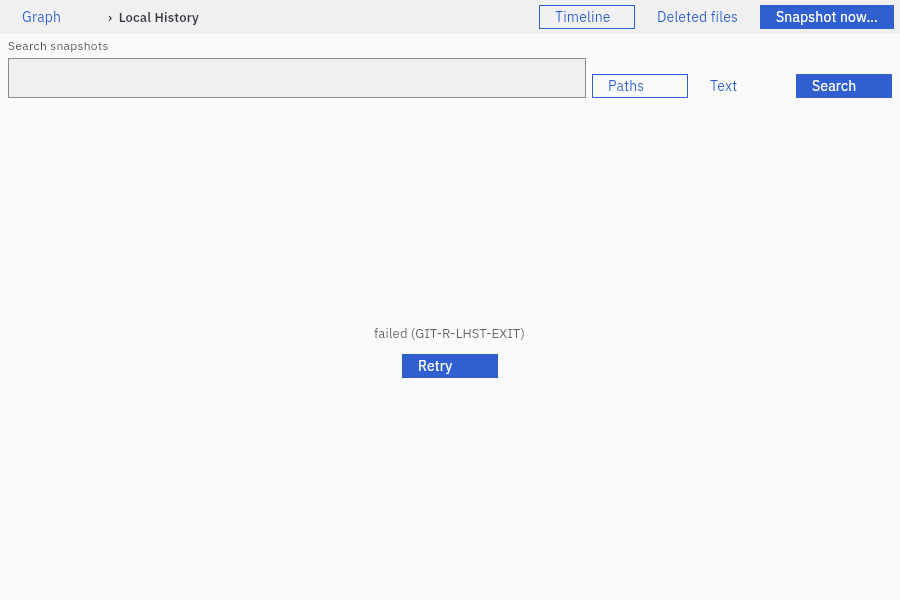 Graph › Local History Timeline Deleted files Snapshot now...
Search snapshots
Paths Text Search
failed (GIT-R-LHST-EXIT)
Retry